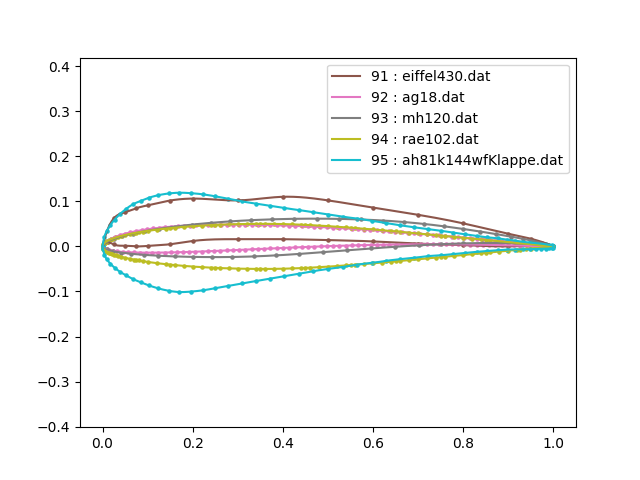 0.4
0.3
0.2
0.1
0.0
−0.1
−0.2
−0.3
−0.4
0.0 0.2 0.4 0.6 0.8 1.0
91 : eiffel430.dat
92 : ag18.dat
93 : mh120.dat
94 : rae102.dat
95 : ah81k144wfKlappe.dat